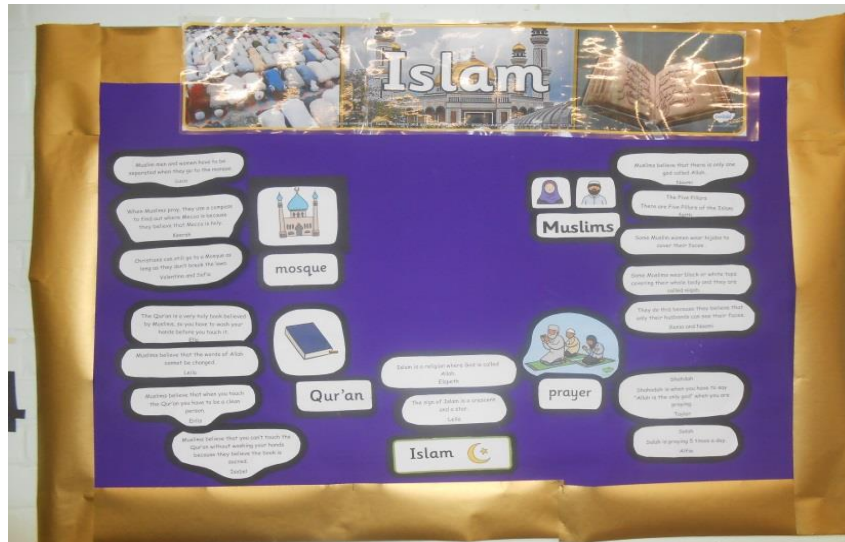 Islam
Muslim men and women have to be
separated when they go to the mosque.
When Muslims pray, they use a compass
to find out where Mecca is because
they believe that Mecca is holy.
Christians can still go to a Mosque as
long as they don't break the laws.
Valentine and Sofia
mosque
The Qur'an is a very holy book believed
by Muslims, so you have to wash your
hands before you touch it.
Ella
Muslims believe that the words of Allah
cannot be changed.
Leila
Muslims believe that when you touch
the Qur'an you have to be a clean
person.
Muslims believe that you can't touch the
Qur'an without washing your hands
because they believe the book is
sacred.
Qur'an
Islam is a religion where God is called
Allah.
Elspeth
The sign of Islam is a crescent
and a star.
Leila
Islam
Muslims believe that there is only one
god called Allah.
The Five Pillars
There are Five Pillars of the Islam
faith
Muslims
Some Muslim women wear hijabs to
cover their faces.
Some Muslims wear black or white tops
covering their whole body and they are
called niqab.
They do this because they believe that
only their husbands can see their faces.
prayer
Shahadah
Shahadah is when you have to say
"Allah is the only god" when you are
praying.
Salah
Salah is praying 5 times a day.
Alfie